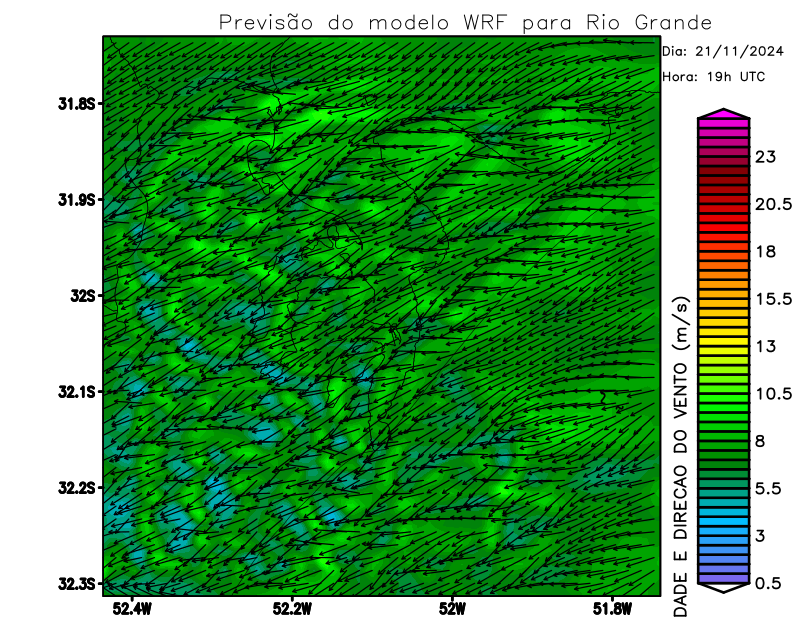 Previsão do modelo WRF para Rio Grande
Dia: 21/11/2024
Hora: 19h UTC
31.8S
31.9S
32S
32.1S
32.2S
32.3S
52.4W
52.2W
52W
51.8W
23
20.5
18
15.5
13
10.5
8
5.5
3
0.5
DADE E DIRECAO DO VENTO (m/s)